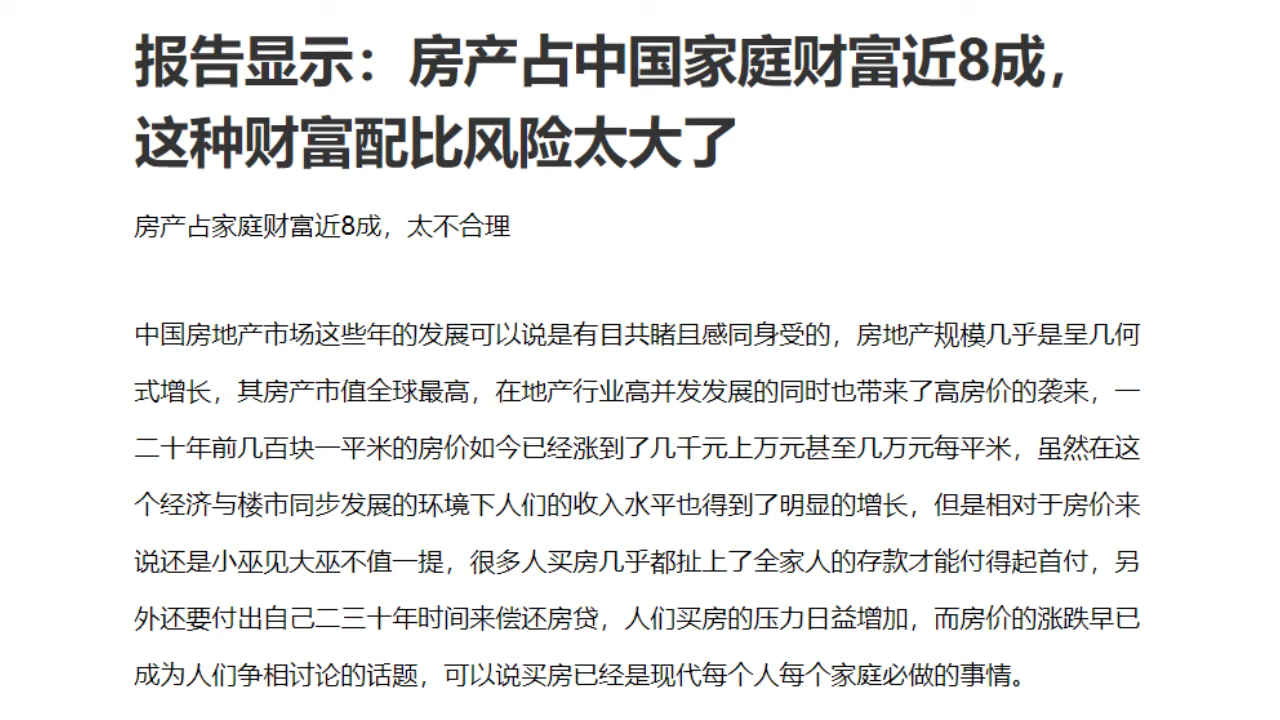 报告显示：房产占中国家庭财富近8成，
这种财富配比风险太大了
房产占家庭财富近8成，太不合理
中国房地产市场这些年的发展可以说是有目共睹且感同身受的，房地产规模几乎是呈几何
式增长，其房产市值全球最高，在地产行业高并发发展的同时也带来了高房价的袭来，一
二十年前几百块一平米的房价如今已经涨到了几千元上万元甚至几万元每平米，虽然在这
个经济与楼市同步发展的环境下人们的收入水平也得到了明显的增长，但是相对于房价来
说还是小巫见大巫不值一提，很多人买房几乎都扯上了全家人的存款才能付得起首付，另
外还要付出自己二三十年时间来偿还房贷，人们买房的压力日益增加，而房价的涨跌早已
成为人们争相讨论的话题，可以说买房已经是现代每个人每个家庭必做的事情。